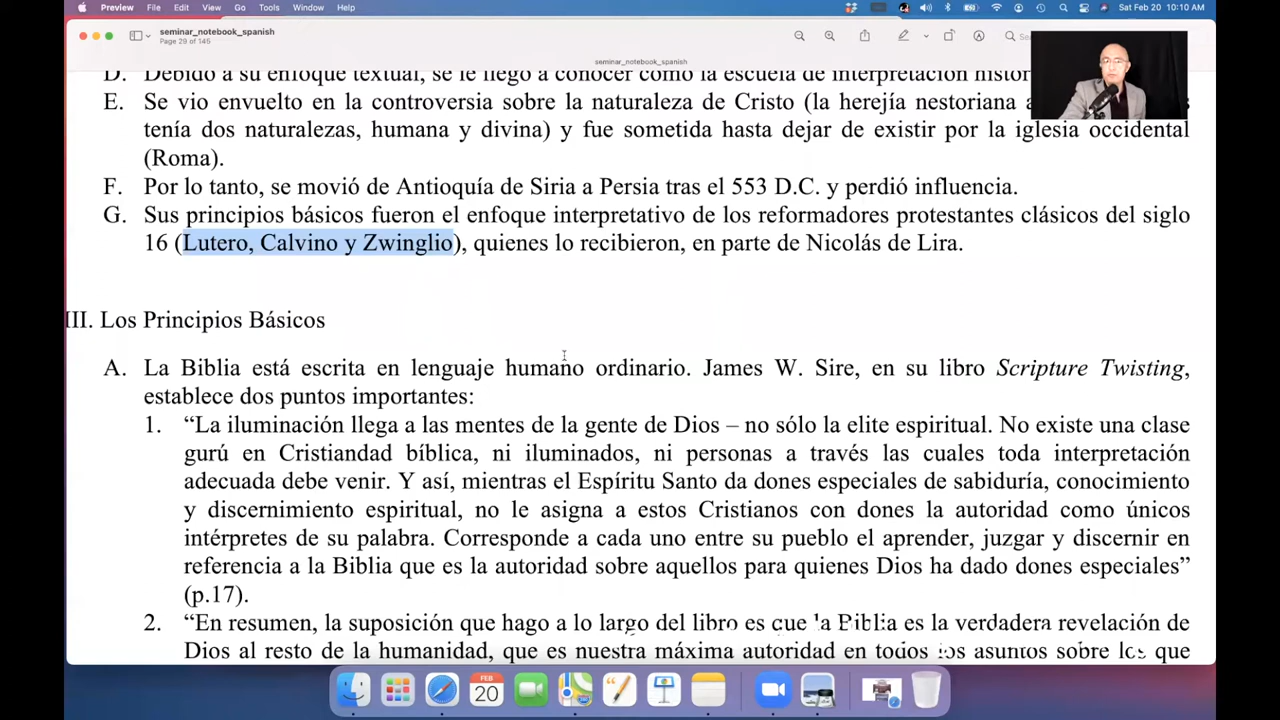 Preview File Edit View Go Tools Window Help
Sat Feb 20 10:10 AM
seminar_notebook_spanish
Page 29 of 145
seminar_notebook_spanish
D. Debido a su enfoque textual, se le llegó a conocer como la escuela de interpretación
E. Se vio envuelto en la controversia sobre la naturaleza de Cristo (la herejía nestoriana
tenía dos naturalezas, humana y divina) y fue sometida hasta dejar de existir por la iglesia occidental
(Roma).
F. Por lo tanto, se movió de Antioquía de Siria a Persia tras el 553 D.C. y perdió influencia.
G. Sus principios básicos fueron el enfoque interpretativo de los reformadores protestantes clásicos del siglo
16 (Lutero, Calvino y Zwinglio), quienes lo recibieron, en parte de Nicolás de Lira.
III. Los Principios Básicos
A. La Biblia está escrita en lenguaje humano ordinario. James W. Sire, en su libro Scripture Twisting,
establece dos puntos importantes:
1. “La iluminación llega a las mentes de la gente de Dios – no sólo la elite espiritual. No existe una clase
gurú en Cristiandad bíblica, ni iluminados, ni personas a través las cuales toda interpretación
adecuada debe venir. Y así, mientras el Espíritu Santo da dones especiales de sabiduría, conocimiento
y discernimiento espiritual, no le asigna a estos Cristianos con dones la autoridad como únicos
intérpretes de su palabra. Corresponde a cada uno entre su pueblo el aprender, juzgar y discernir en
referencia a la Biblia que es la autoridad sobre aquellos para quienes Dios ha dado dones especiales”
(p.17).
2. “En resumen, la suposición que hago a lo largo del libro es que la Biblia es la verdadera revelación de
Dios al resto de la humanidad, que es nuestra máxima autoridad en todos los asuntos sobre los que
FEB
20